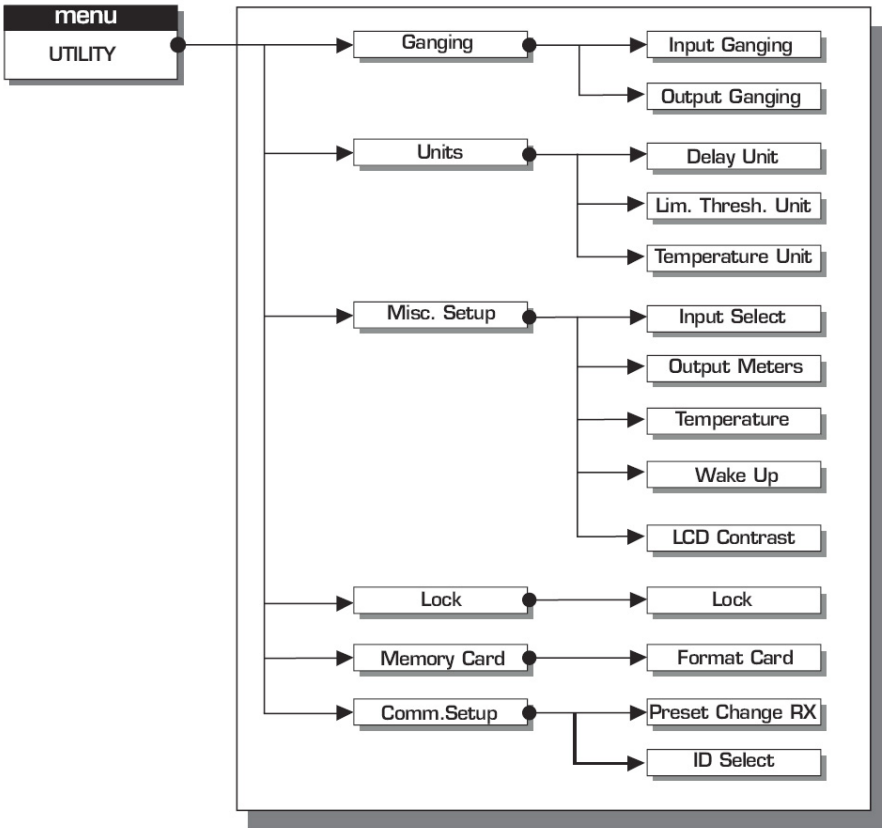 menu
UTILITY
Ganging
Input Ganging
Output Ganging
Units
Delay Unit
Lim. Thresh. Unit
Temperature Unit
Misc. Setup
Input Select
Output Meters
Temperature
Wake Up
LCD Contrast
Lock
Lock
Memory Card
Format Card
Comm.Setup
Preset Change RX
ID Select